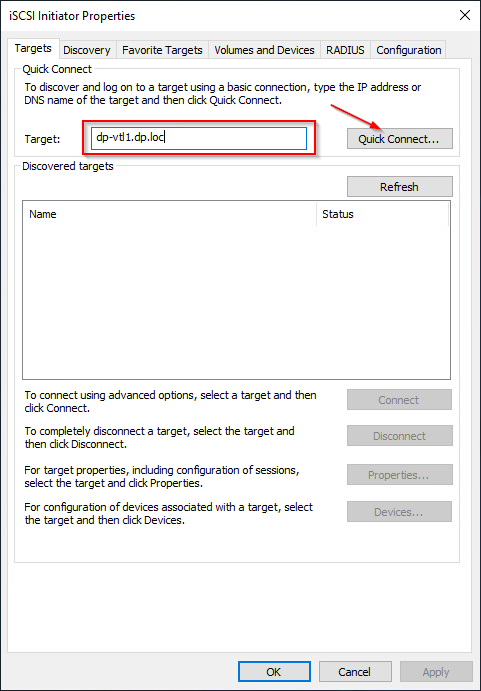 iSCSI Initiator Properties
Targets Discovery Favorite Targets Volumes and Devices RADIUS Configuration
Quick Connect
To discover and log on to a target using a basic connection, type the IP address or
DNS name of the target and then click Quick Connect.
Target: dp-vtl1.dp.loc Quick Connect...
Discovered targets
Refresh
Name Status
To connect using advanced options, select a target and then
click Connect.
Connect
To completely disconnect a target, select the target and
then click Disconnect.
Disconnect
For target properties, including configuration of sessions,
select the target and click Properties.
Properties...
For configuration of devices associated with a target, select
the target and then click Devices.
Devices...
OK Cancel Apply